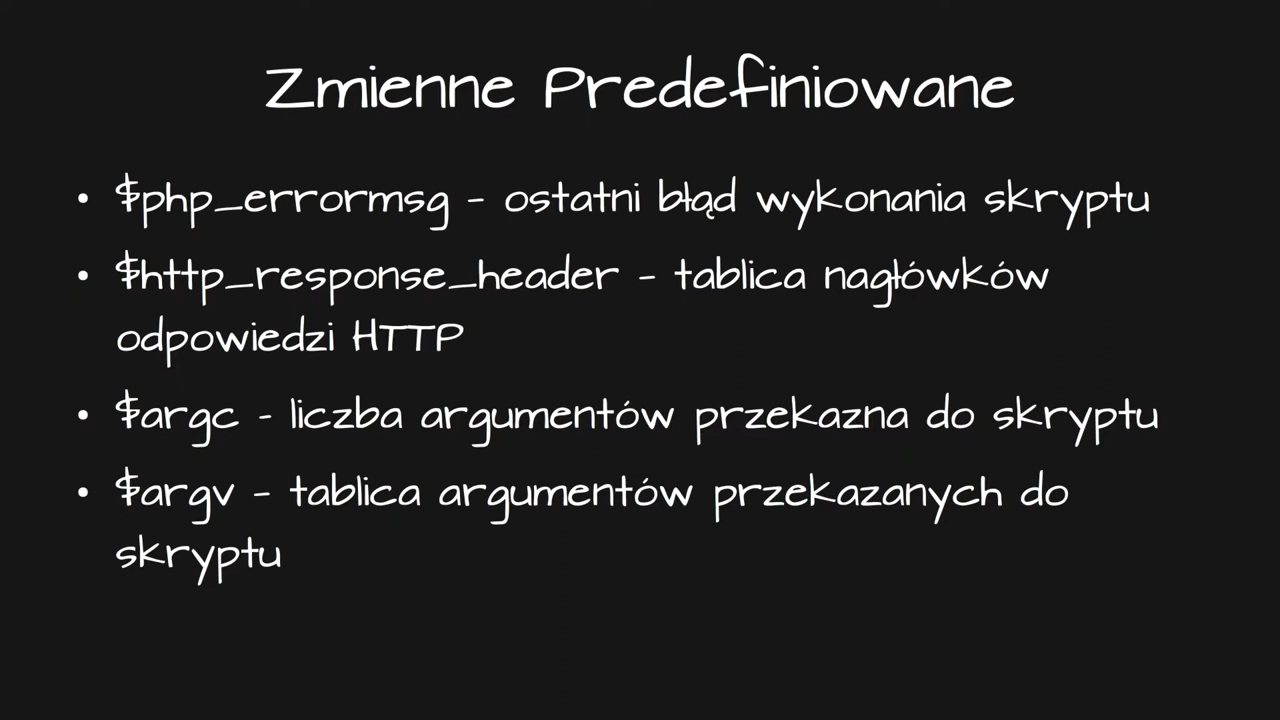 Zmienne Predefiniowane
• $php_errormsg - ostatni błąd wykonania skryptu
• $http_response_header - tablica nagłówków
odpowiedzi HTTP
• $argc - liczba argumentów przekazna do skryptu
• $argv - tablica argumentów przekazanych do
skryptu